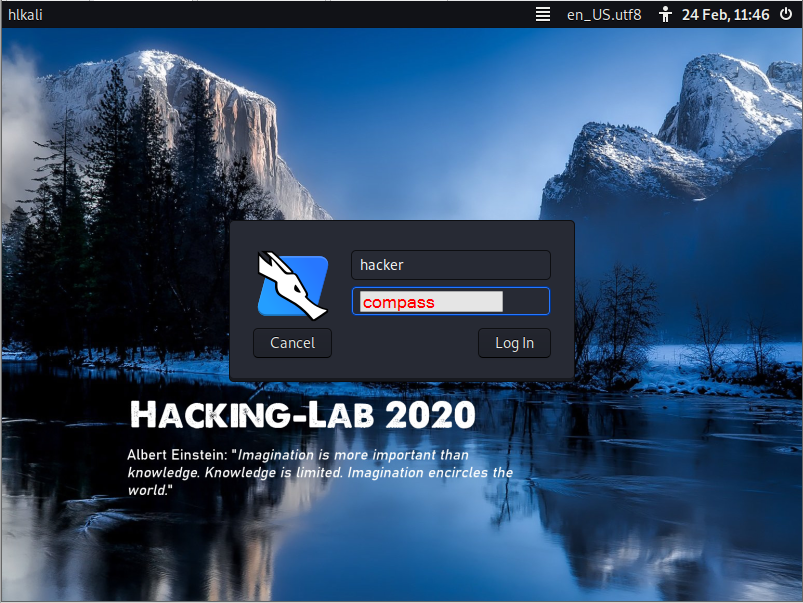 hlkali en_US.utf8 24 Feb, 11:46
hacker
compass
Cancel Log In
HACKING-LAB 2020
Albert Einstein: "Imagination is more important than
knowledge. Knowledge is limited. Imagination encircles the
world."